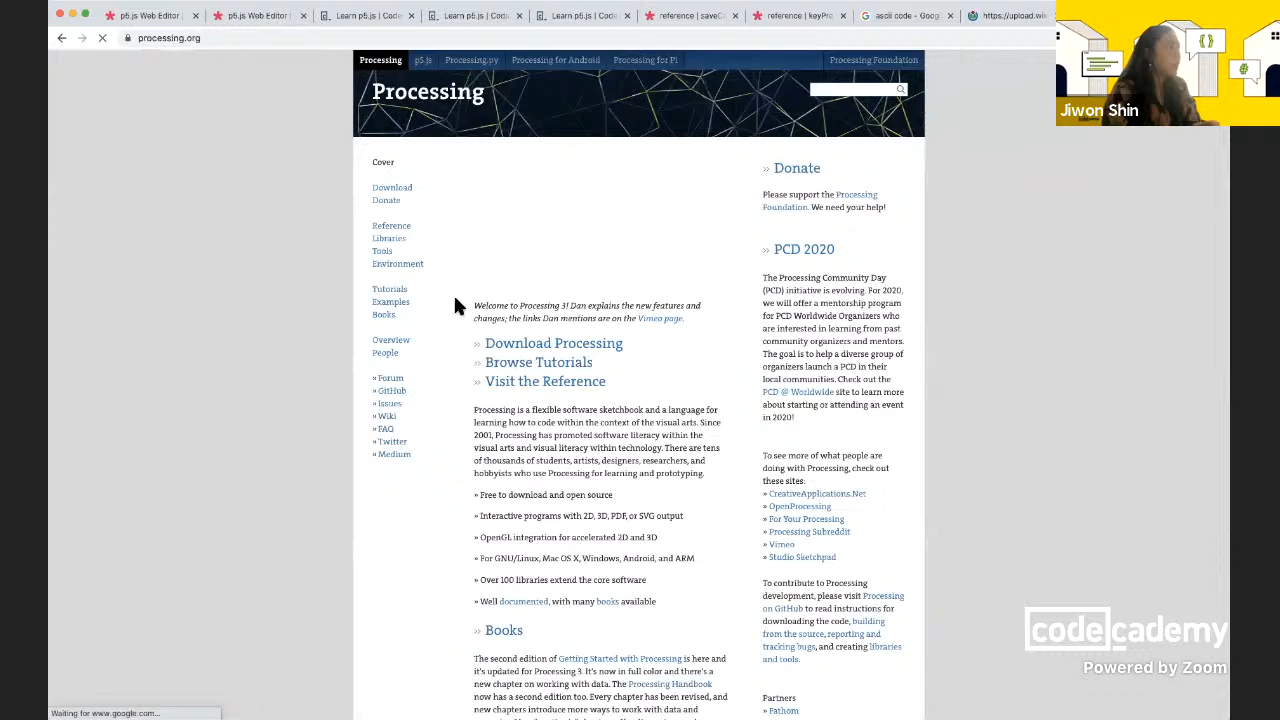 p5.js Web Editor
p5.js Web Editor
Learn p5.js | Code
Learn p5.js | Code
Learn p5.js | Code
reference | saveCa
reference | keyPre
ascii code - Goog
https://upload.wik
processing.org
Jiwon Shin
Processing
p5.js
Processing.py
Processing for Android
Processing for Pi
Processing Foundation
Processing
Cover
Download
Donate
Reference
Libraries
Tools
Environment
Tutorials
Examples
Books
Overview
People
» Forum
» GitHub
» Issues
» Wiki
» FAQ
» Twitter
» Medium
Welcome to Processing 3! Dan explains the new features and
changes; the links Dan mentions are on the Vimeo page.
» Download Processing
» Browse Tutorials
» Visit the Reference
Processing is a flexible software sketchbook and a language for
learning how to code within the context of the visual arts. Since
2001, Processing has promoted software literacy within the
visual arts and visual literacy within technology. There are tens
of thousands of students, artists, designers, researchers, and
hobbyists who use Processing for learning and prototyping.
» Free to download and open source
» Interactive programs with 2D, 3D, PDF, or SVG output
» OpenGL integration for accelerated 2D and 3D
» For GNU/Linux, Mac OS X, Windows, Android, and ARM
» Over 100 libraries extend the core software
» Well documented, with many books available
» Books
The second edition of Getting Started with Processing is here and
it's updated for Processing 3. It's now in full color and there's a
new chapter on working with data. The Processing Handbook
now has a second edition too. Every chapter has been revised, and
new chapters introduce more ways to work with data and
» Donate
Please support the Processing
Foundation. We need your help!
» PCD 2020
The Processing Community Day
(PCD) initiative is evolving. For 2020,
we will offer a mentorship program
for PCD Worldwide Organizers who
are interested in learning from past
community organizers and mentors.
The goal is to help a diverse group of
organizers launch a PCD in their
local communities. Check out the
PCD @ Worldwide site to learn more
about starting or attending an event
in 2020!
To see more of what people are
doing with Processing, check out
these sites:
» CreativeApplications.Net
» OpenProcessing
» For Your Processing
» Processing Subreddit
» Vimeo
» Studio Sketchpad
To contribute to Processing
development, please visit Processing
on GitHub to read instructions for
downloading the code, building
from the source, reporting and
tracking bugs, and creating libraries
and tools.
Partners
» Fathom
codecademy
Powered by Zoom
Waiting for www.google.com...